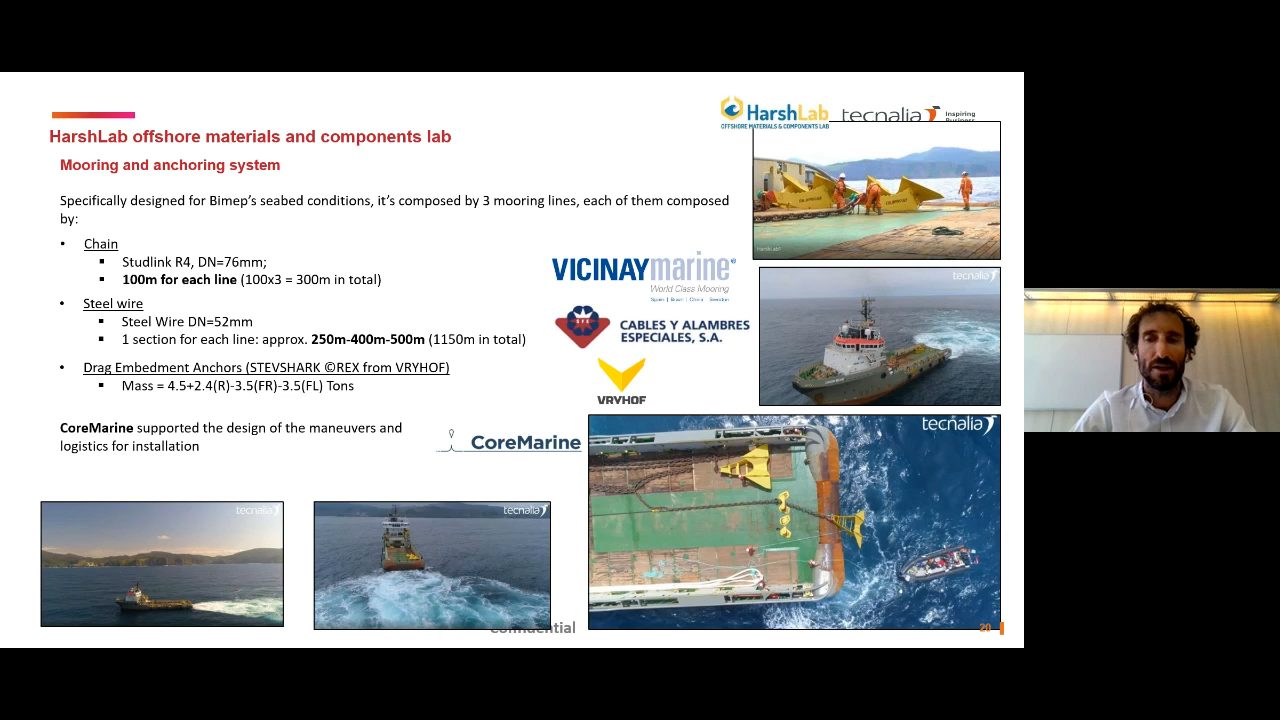 HarshLab
OFFSHORE MATERIALS & COMPONENTS LAB
tecnalia
Inspiring
HarshLab offshore materials and components lab
Mooring and anchoring system
Specifically designed for Bimep's seabed conditions, it's composed by 3 mooring lines, each of them composed
by:
• Chain
▪ Studlink R4, DN=76mm;
▪ 100m for each line (100x3 = 300m in total)
• Steel wire
▪ Steel Wire DN=52mm
▪ 1 section for each line: approx. 250m-400m-500m (1150m in total)
• Drag Embedment Anchors (STEVSHARK ©REX from VRYHOF)
▪ Mass = 4.5+2.4(R)-3.5(FR)-3.5(FL) Tons
VICINAYmarine
World Class Mooring
CABLES Y ALAMBRES
ESPECIALES, S.A.
VRYHOF
CoreMarine supported the design of the maneuvers and
logistics for installation
CoreMarine
tecnalia
tecnalia
tecnalia
tecnalia
Confidential
20